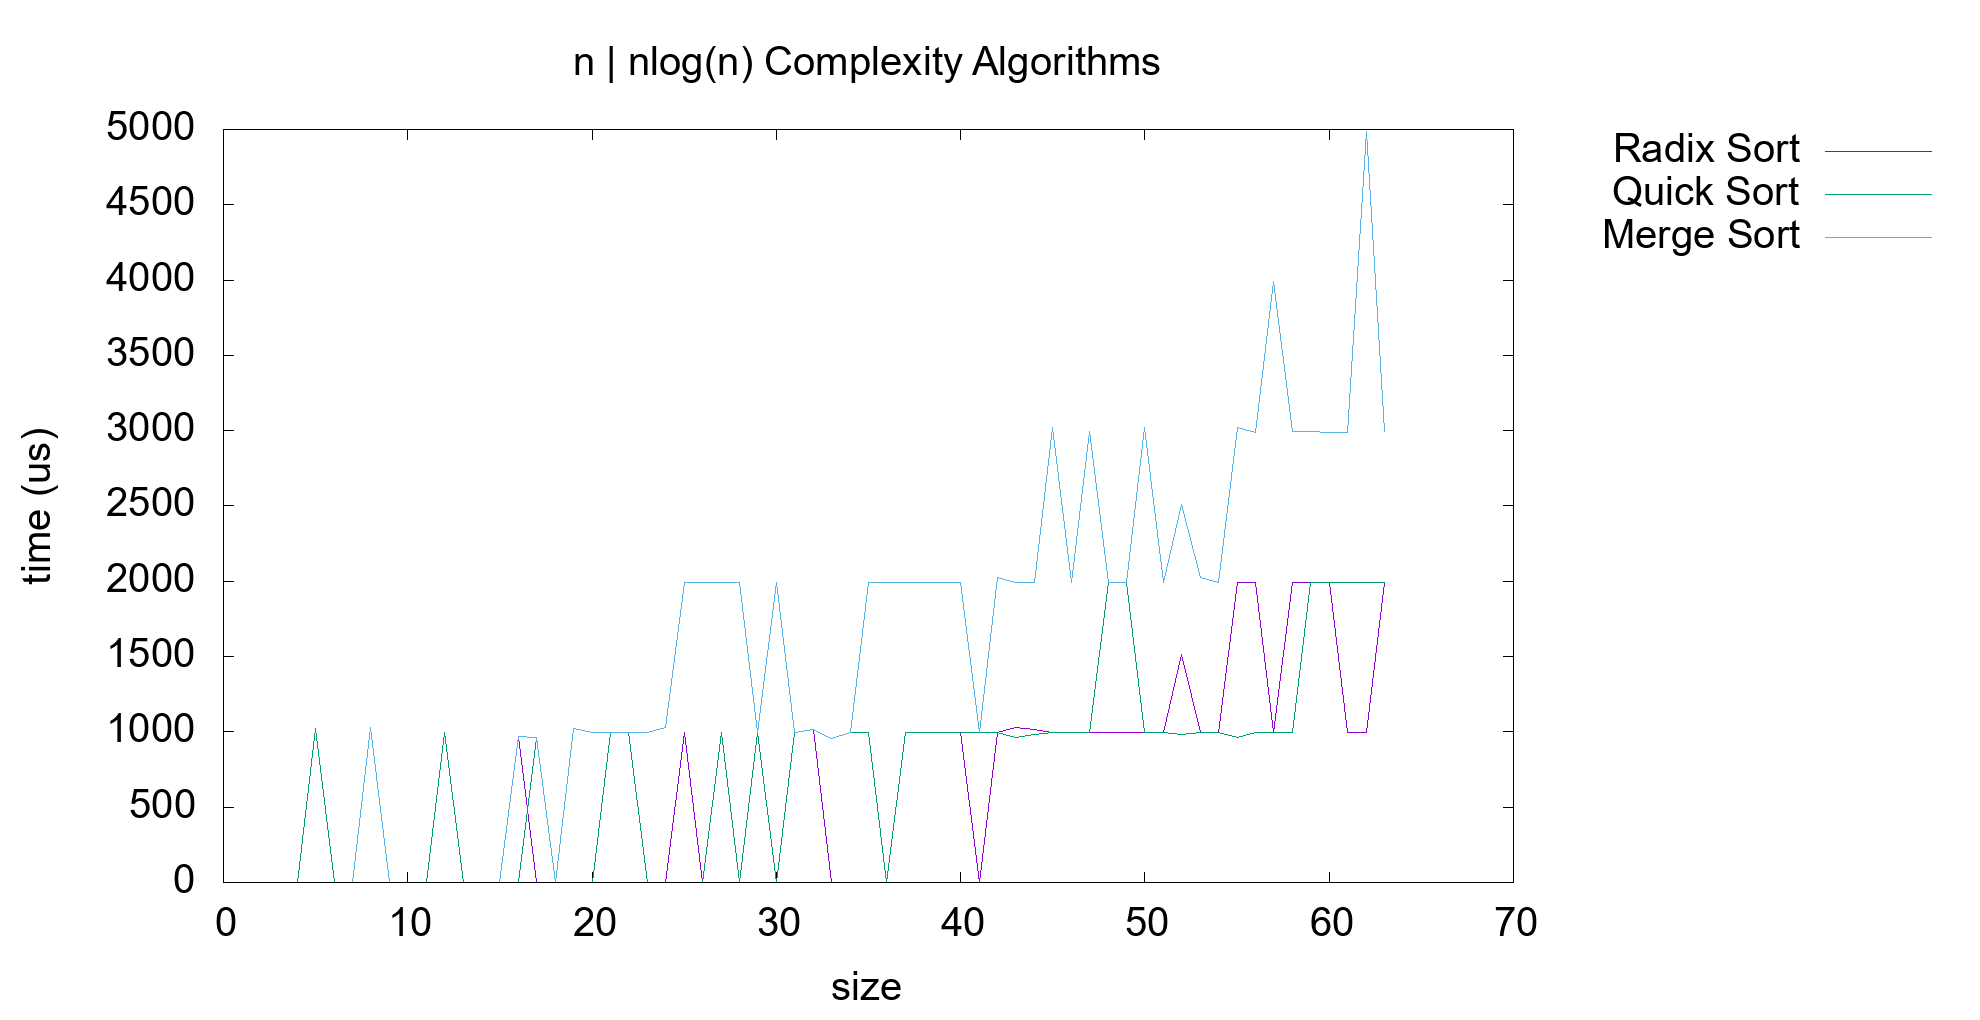 n | nlog(n) Complexity Algorithms
5000
4500
4000
3500
3000
2500
2000
1500
1000
500
0
time (us)
0 10 20 30 40 50 60 70
size
Radix Sort
Quick Sort
Merge Sort